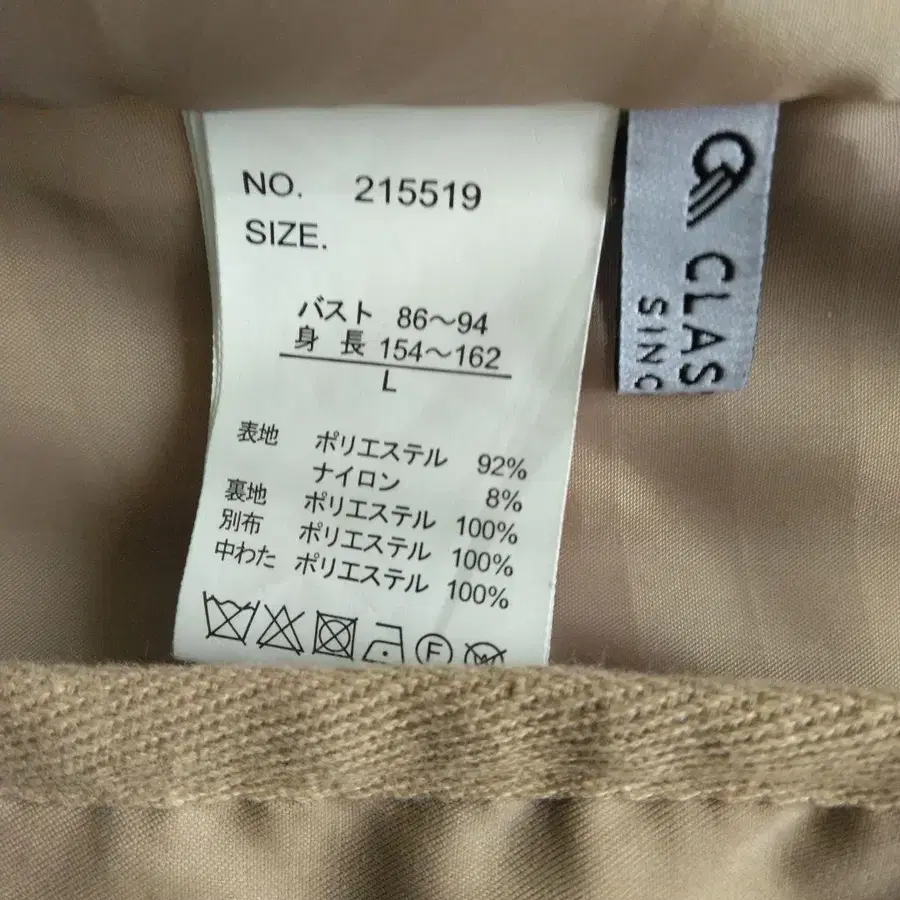 NO. 215519
SIZE.
バスト 86～94
身 長 154～162
L
表地 ポリエステル 92%
ナイロン 8%
裏地 ポリエステル 100%
別布 ポリエステル 100%
中わた ポリエステル 100%
F
W
CLAS
SINC